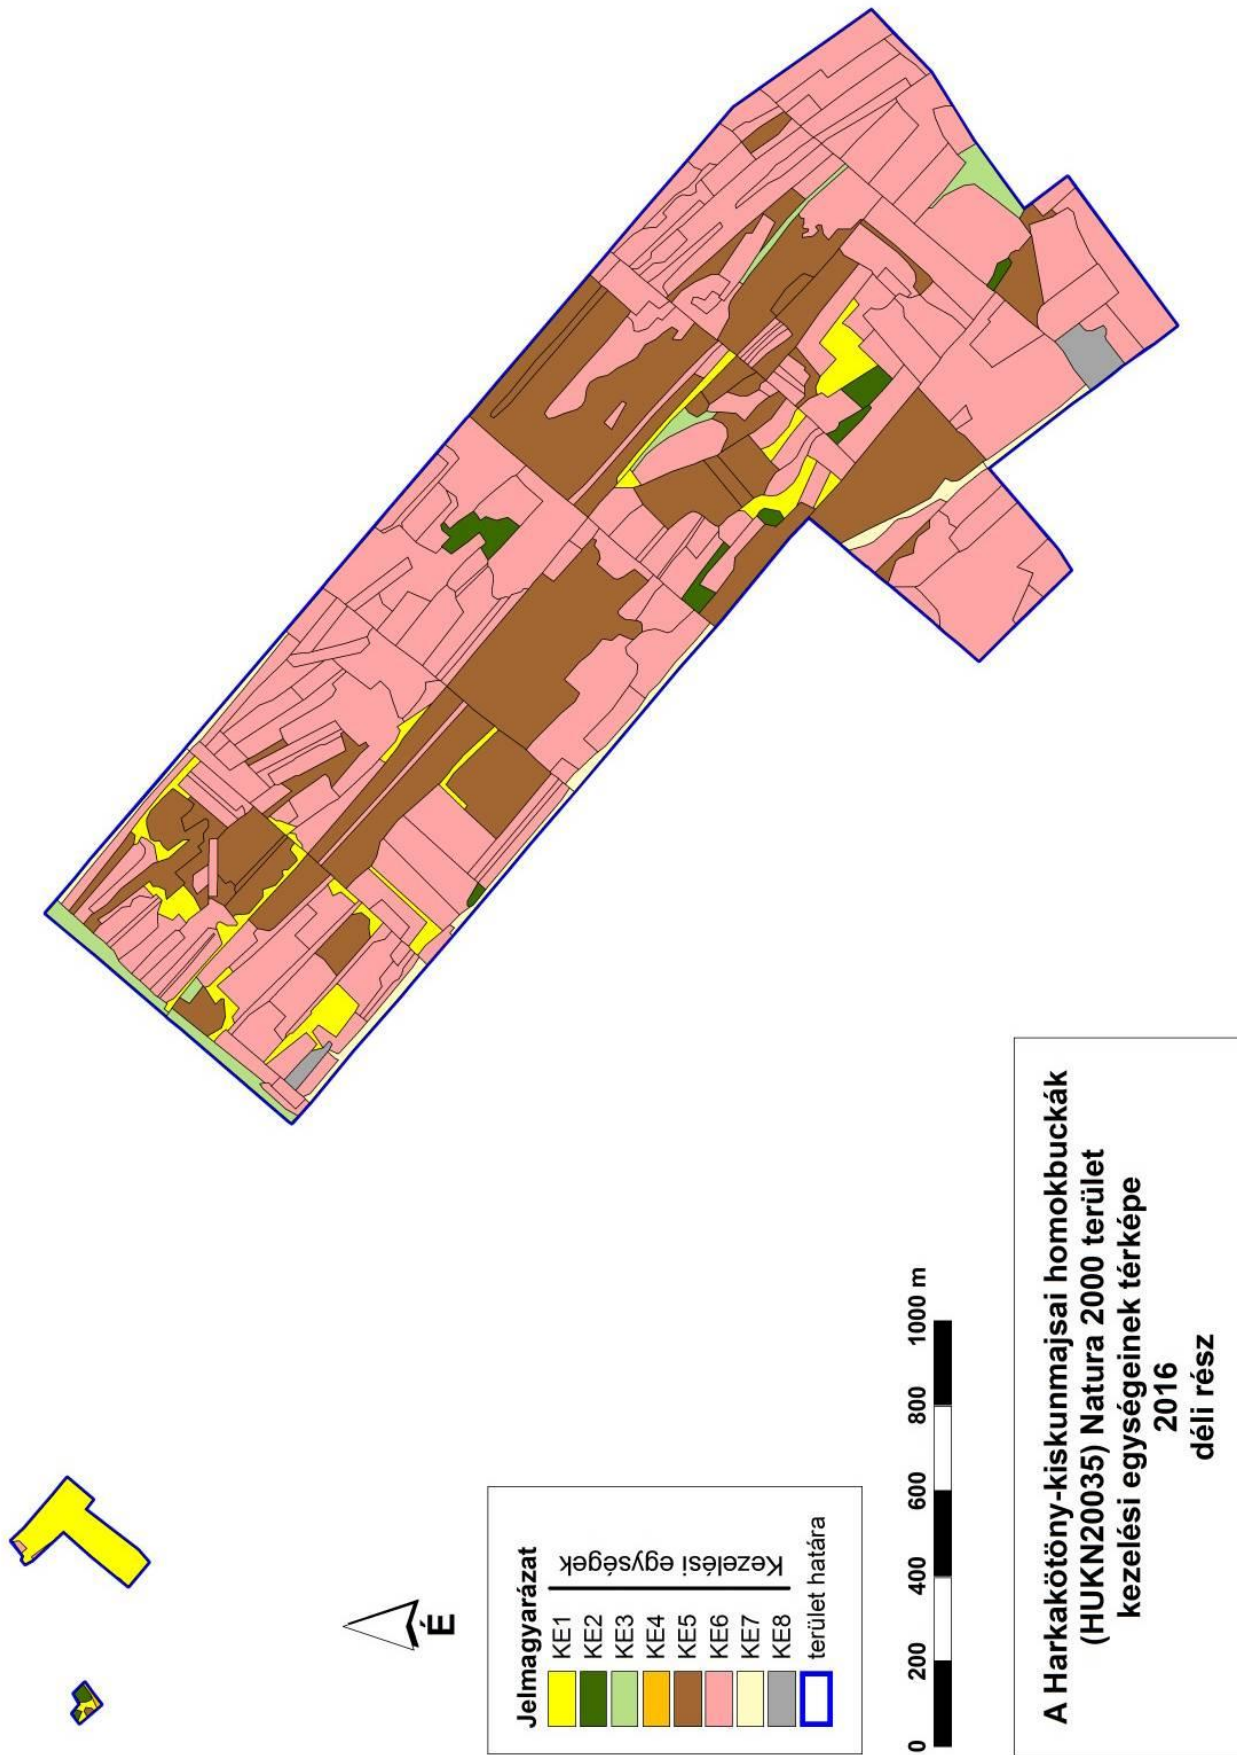 É
Jelmagyarázat
KE1
KE2
KE3
KE4
KE5
KE6
KE7
KE8
Kezelési egységek
terület határa
0 200 400 600 800 1000 m
A Harkakötöny-kiskunmajsai homokbuckák
(HUKN20035) Natura 2000 terület
kezelési egységeinek térképe
2016
déli rész